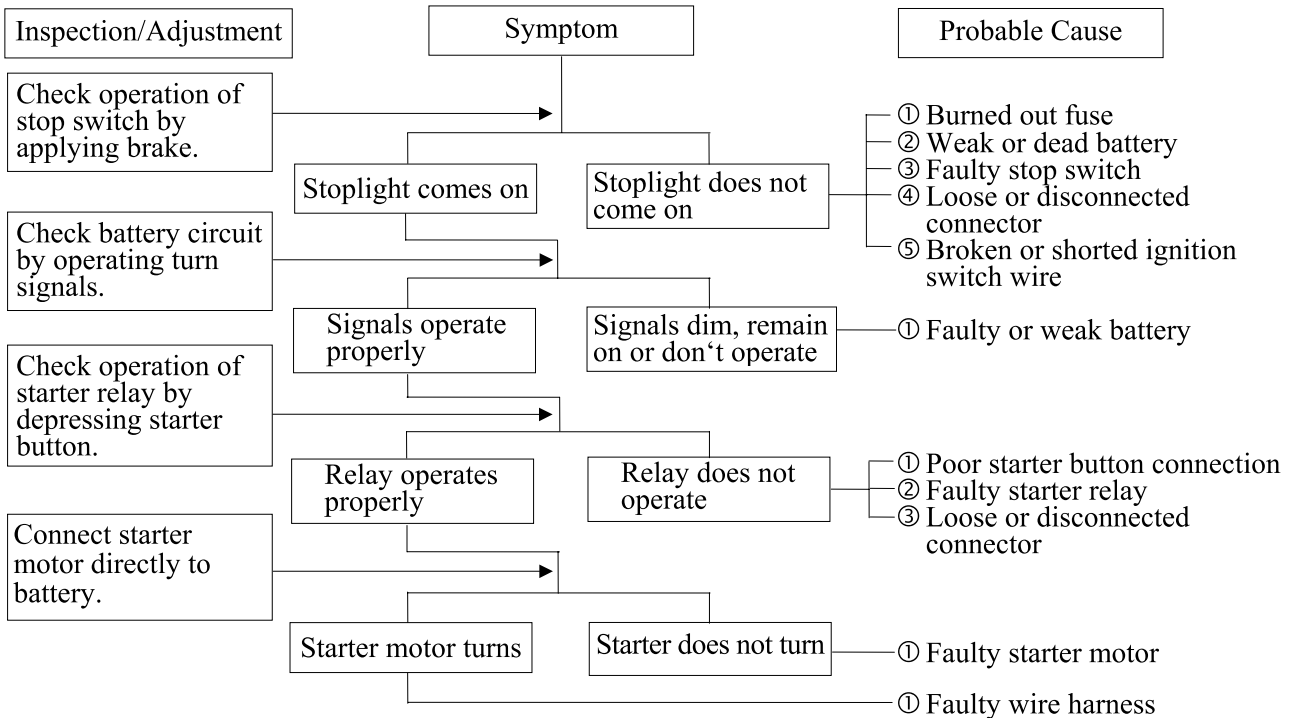 Inspection/Adjustment
Symptom
Probable Cause
Check operation of
stop switch by
applying brake.
Stoplight comes on
Stoplight does not
come on
① Burned out fuse
② Weak or dead battery
③ Faulty stop switch
④ Loose or disconnected
connector
⑤ Broken or shorted ignition
switch wire
Check battery circuit
by operating turn
signals.
Signals operate
properly
Signals dim, remain
on or don‘t operate
① Faulty or weak battery
Check operation of
starter relay by
depressing starter
button.
Relay operates
properly
Relay does not
operate
① Poor starter button connection
② Faulty starter relay
③ Loose or disconnected
connector
Connect starter
motor directly to
battery.
Starter motor turns
Starter does not turn
① Faulty starter motor
① Faulty wire harness